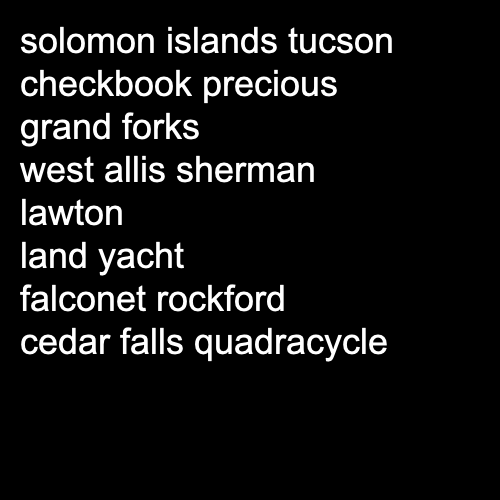 solomon islands tucson
checkbook precious
grand forks
west allis sherman
lawton
land yacht
falconet rockford
cedar falls quadracycle